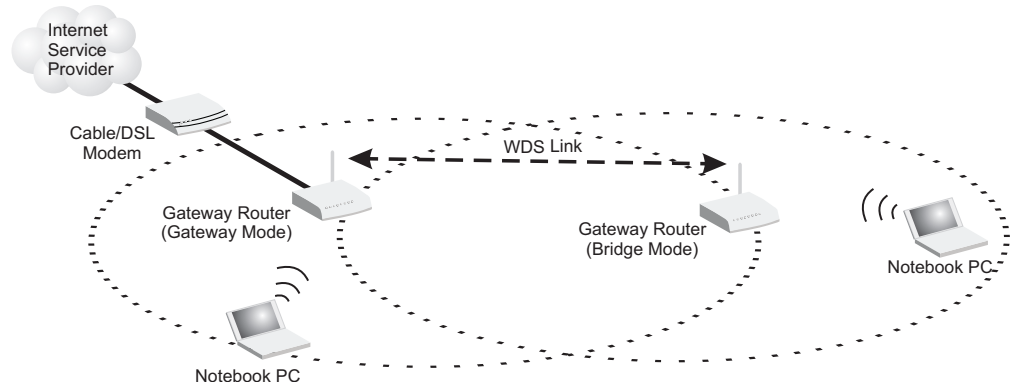 Internet
Service
Provider
Cable/DSL
Modem
WDS Link
Gateway Router
(Gateway Mode)
Gateway Router
(Bridge Mode)
Notebook PC
Notebook PC